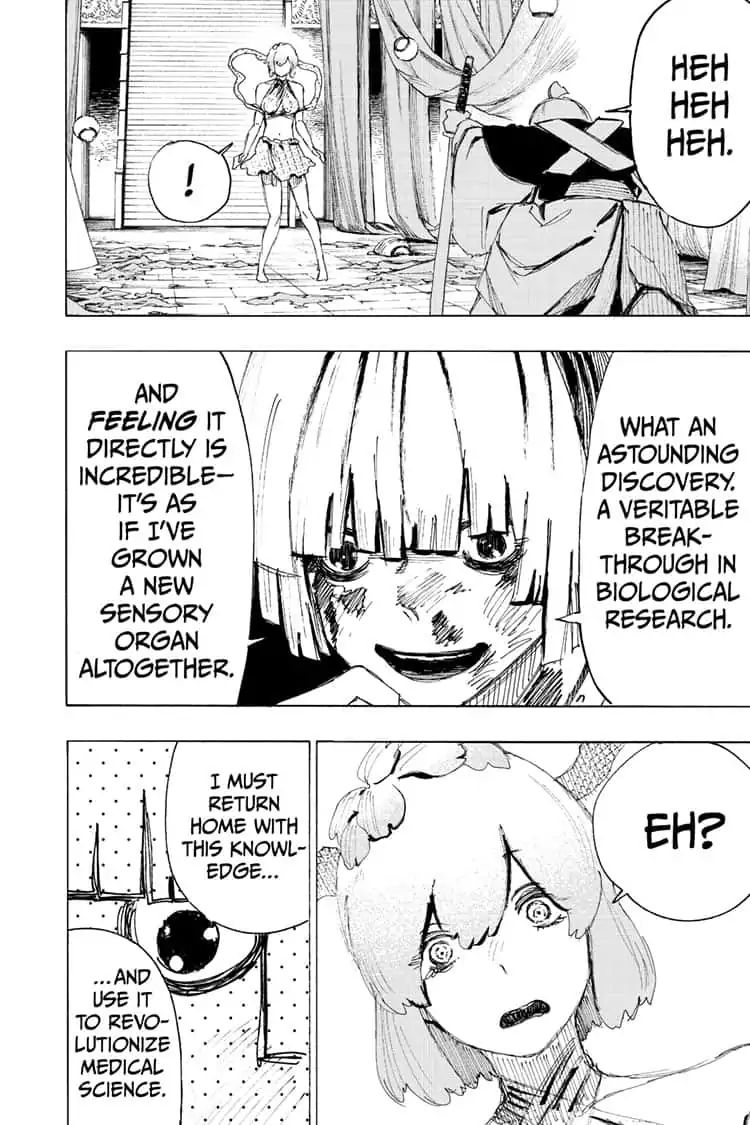 HEH
HEH
HEH.
!
WHAT AN
ASTOUNDING
DISCOVERY.
A VERITABLE
BREAK-
THROUGH IN
BIOLOGICAL
RESEARCH.
AND
FEELING IT
DIRECTLY IS
INCREDIBLE—
IT'S AS
IF I'VE
GROWN
A NEW
SENSORY
ORGAN
ALTOGETHER.
EH?
I MUST
RETURN
HOME WITH
THIS KNOWL-
EDGE...
...AND
USE IT
TO REVO-
LUTIONIZE
MEDICAL
SCIENCE.